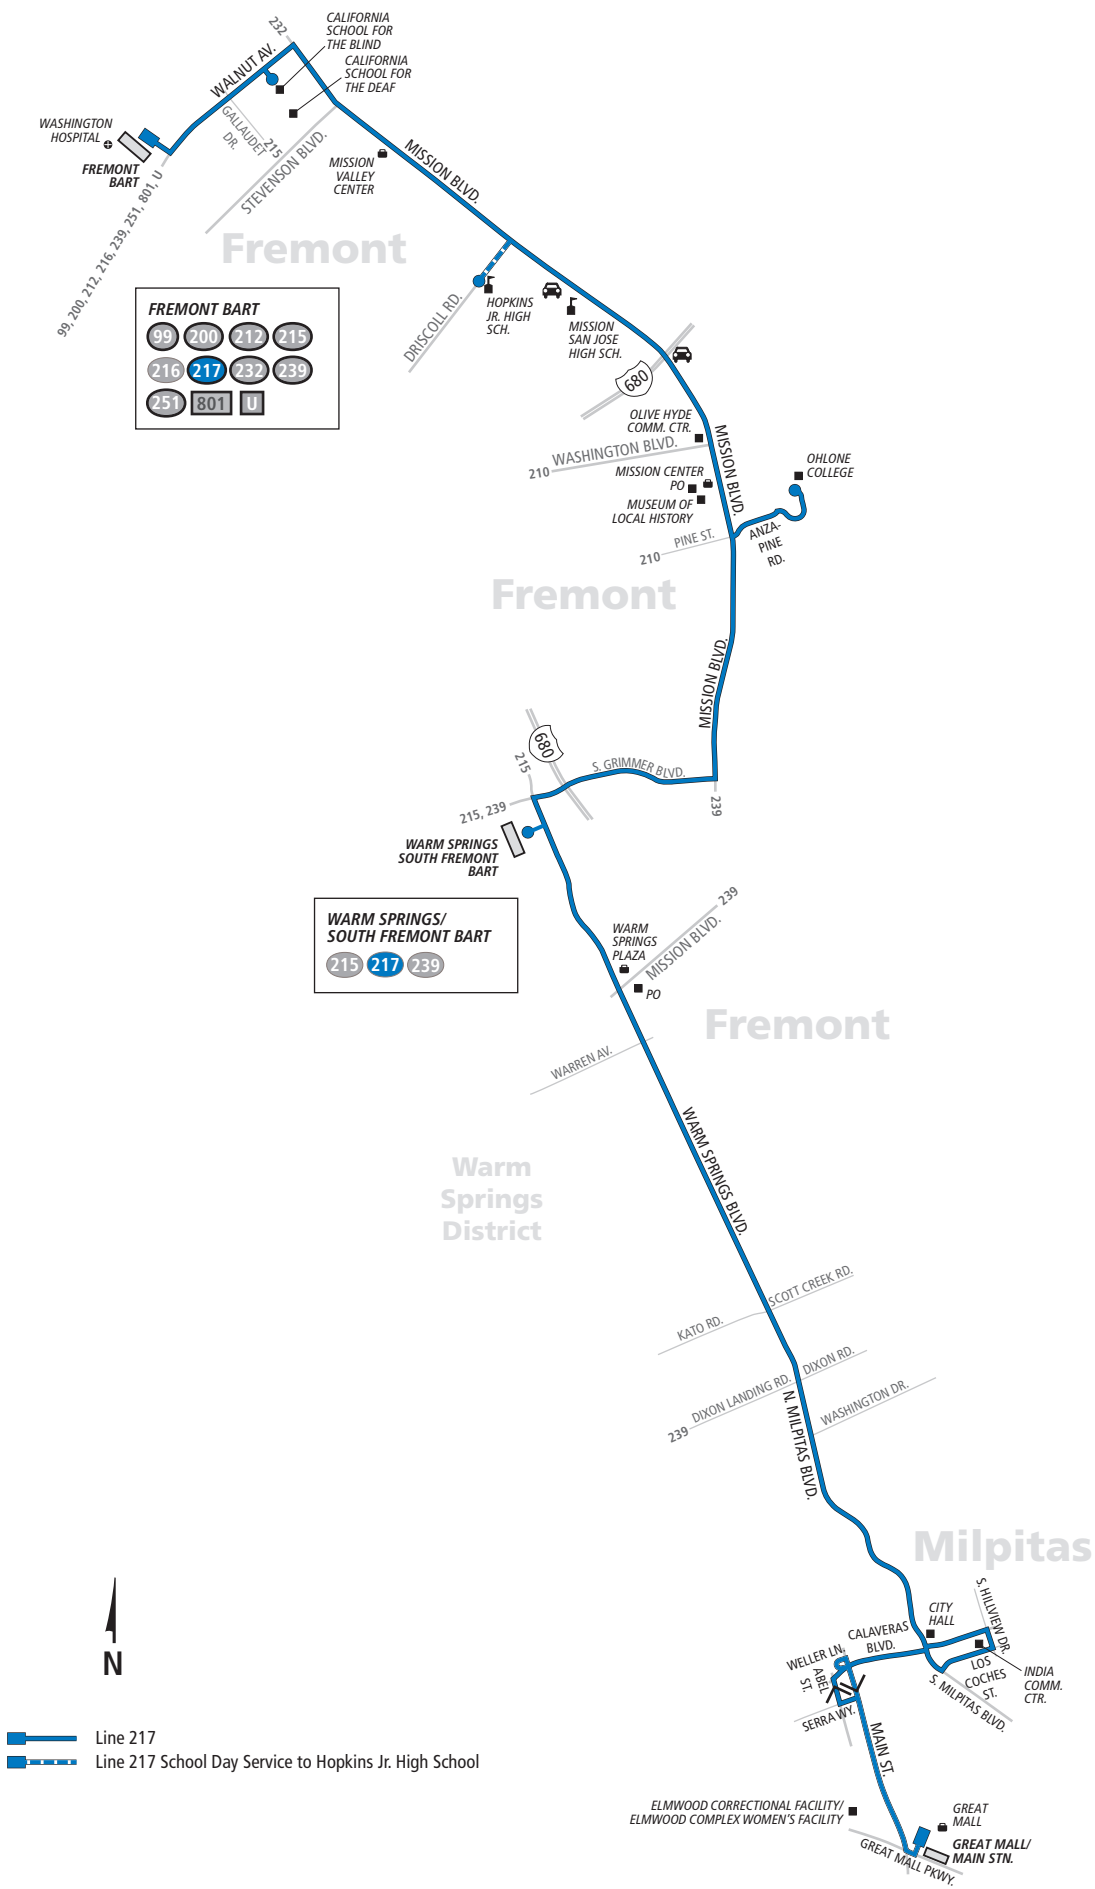 232
CALIFORNIA
SCHOOL FOR
THE BLIND
WALNUT AV.
CALIFORNIA
SCHOOL FOR
THE DEAF
WASHINGTON
HOSPITAL
GALLAUDET
DR.
215
FREMONT
BART
STEVENSON BLVD.
MISSION
VALLEY
CENTER
MISSION BLVD.
99, 200, 212, 216, 239, 251, 801, U
Fremont
DRISCOLL RD.
HOPKINS
JR. HIGH
SCH.
MISSION
SAN JOSE
HIGH SCH.
FREMONT BART
99 200 212 215
216 217 232 239
251 801 U
680
OLIVE HYDE
COMM. CTR.
WASHINGTON BLVD.
210
MISSION BLVD.
MISSION CENTER
PO
MUSEUM OF
LOCAL HISTORY
OHLONE
COLLEGE
ANZA-
PINE
RD.
PINE ST.
210
Fremont
MISSION BLVD.
680
215
S. GRIMMER BLVD.
239
215, 239
WARM SPRINGS
SOUTH FREMONT
BART
WARM SPRINGS/
SOUTH FREMONT BART
215 217 239
239
WARM
SPRINGS
PLAZA
MISSION BLVD.
PO
Fremont
WARREN AV.
WARM SPRINGS BLVD.
Warm
Springs
District
SCOTT CREEK RD.
KATO RD.
DIXON RD.
DIXON LANDING RD.
239
WASHINGTON DR.
N. MILPITAS BLVD.
Milpitas
S. HILLVIEW DR.
CITY
HALL
CALAVERAS
BLVD.
WELLER LN.
ABEL
ST.
LOS
COCHES
ST.
INDIA
COMM.
CTR.
S. MILPITAS BLVD.
SERRA WY.
MAIN ST.
N
Line 217
Line 217 School Day Service to Hopkins Jr. High School
ELMWOOD CORRECTIONAL FACILITY/
ELMWOOD COMPLEX WOMEN'S FACILITY
GREAT
MALL
GREAT MALL/
MAIN STN.
GREAT MALL PKWY.